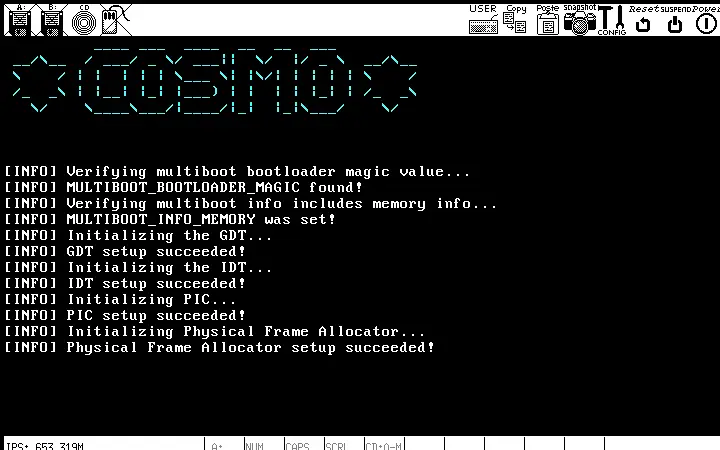 A: B: CD USER Copy Paste Snapshot CONFIG Reset SUSPEND Power
COSMO
[INFO] Verifying multiboot bootloader magic value...
[INFO] MULTIBOOT_BOOTLOADER_MAGIC found!
[INFO] Verifying multiboot info includes memory info...
[INFO] MULTIBOOT_INFO_MEMORY was set!
[INFO] Initializing the GDT...
[INFO] GDT setup succeeded!
[INFO] Initializing the IDT...
[INFO] IDT setup succeeded!
[INFO] Initializing PIC...
[INFO] PIC setup succeeded!
[INFO] Initializing Physical Frame Allocator...
[INFO] Physical Frame Allocator setup succeeded!
IPS: 653.319M A: NUM CAPS SCRL CD:0-M